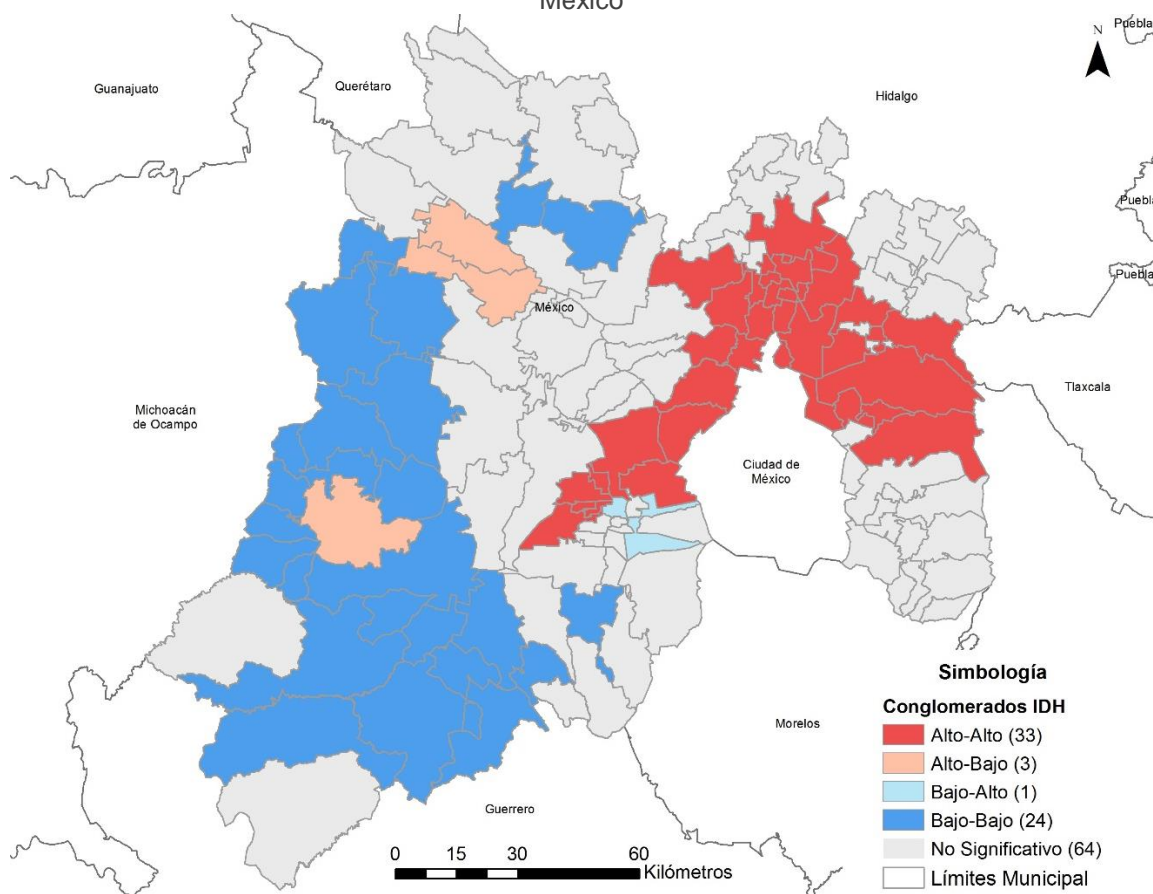 México
Puebla
N
Guanajuato
Querétaro
Hidalgo
Puebla
Puebla
México
Tlaxcala
Michoacán
de Ocampo
Ciudad de
México
Morelos
Guerrero
Simbología
Conglomerados IDH
Alto-Alto (33)
Alto-Bajo (3)
Bajo-Alto (1)
Bajo-Bajo (24)
No Significativo (64)
Límites Municipal
0 15 30 60
Kilómetros